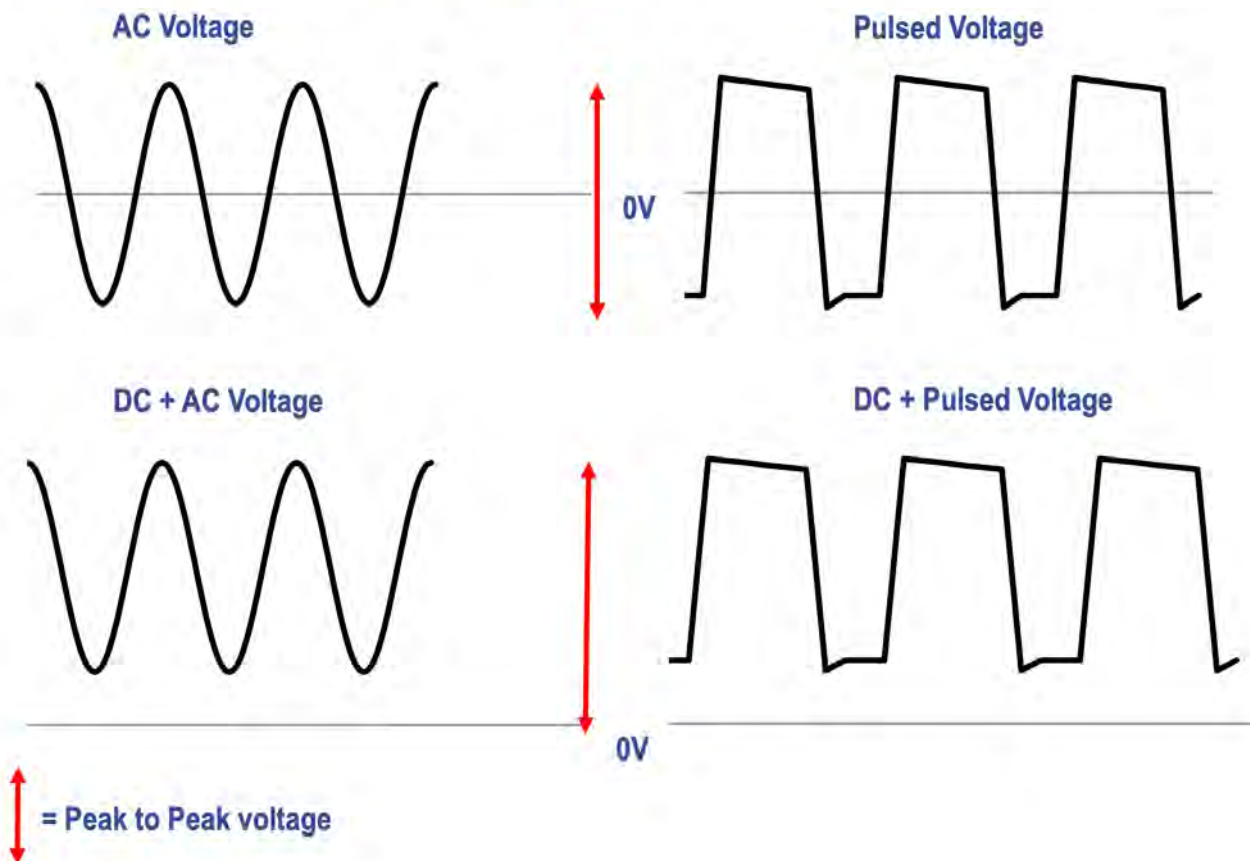 AC Voltage
Pulsed Voltage
0V
DC + AC Voltage
DC + Pulsed Voltage
0V
= Peak to Peak voltage